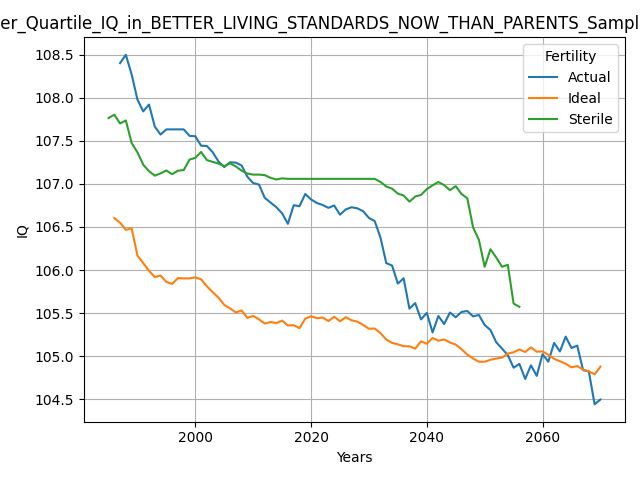 er_Quartile_IQ_in_BETTER_LIVING_STANDARDS_NOW_THAN_PARENTS_Sampl
Fertility
Actual
Ideal
Sterile
108.5
108.0
107.5
107.0
106.5
106.0
105.5
105.0
104.5
IQ
2000
2020
2040
2060
Years